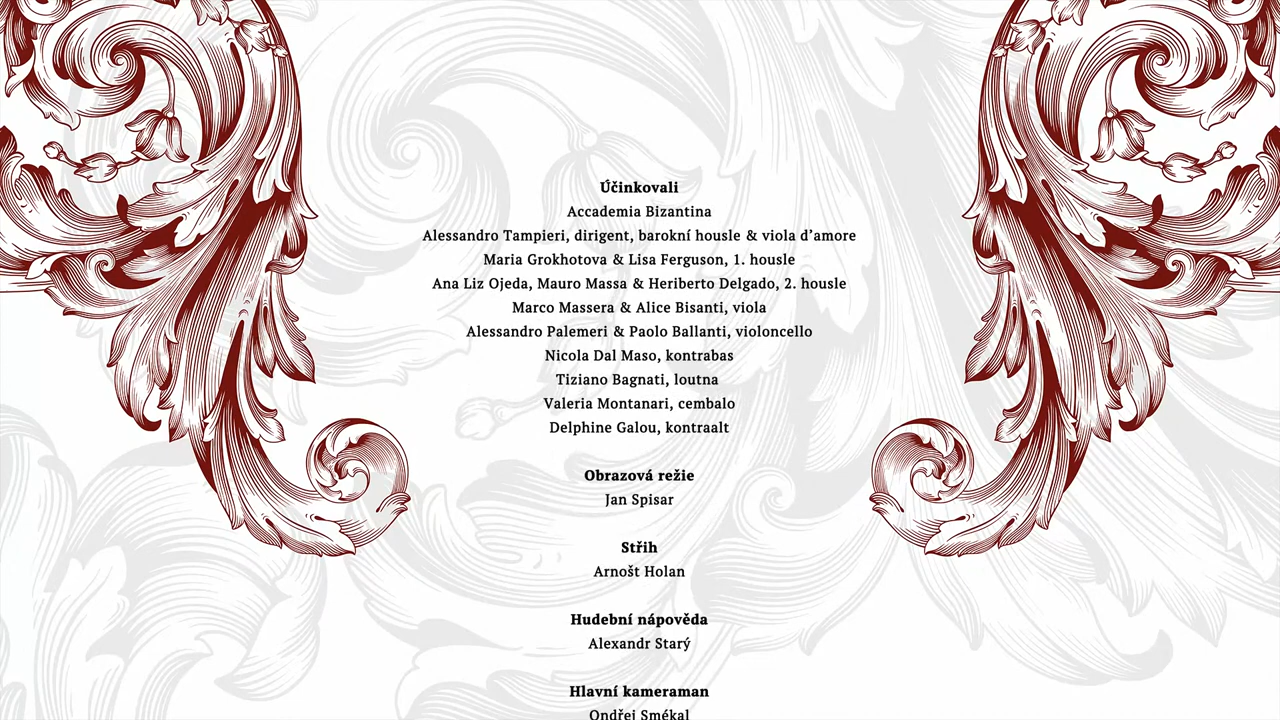 Účinkovali
Accademia Bizantina
Alessandro Tampieri, dirigent, barokní housle & viola d’amore
Maria Grokhotova & Lisa Ferguson, 1. housle
Ana Liz Ojeda, Mauro Massa & Heriberto Delgado, 2. housle
Marco Massera & Alice Bisanti, viola
Alessandro Palemeri & Paolo Ballanti, violoncello
Nicola Dal Maso, kontrabas
Tiziano Bagnati, loutna
Valeria Montanari, cembalo
Delphine Galou, kontraalt
Obrazová režie
Jan Spisar
Střih
Arnošt Holan
Hudební nápověda
Alexandr Starý
Hlavní kameraman
Ondřej Smékal